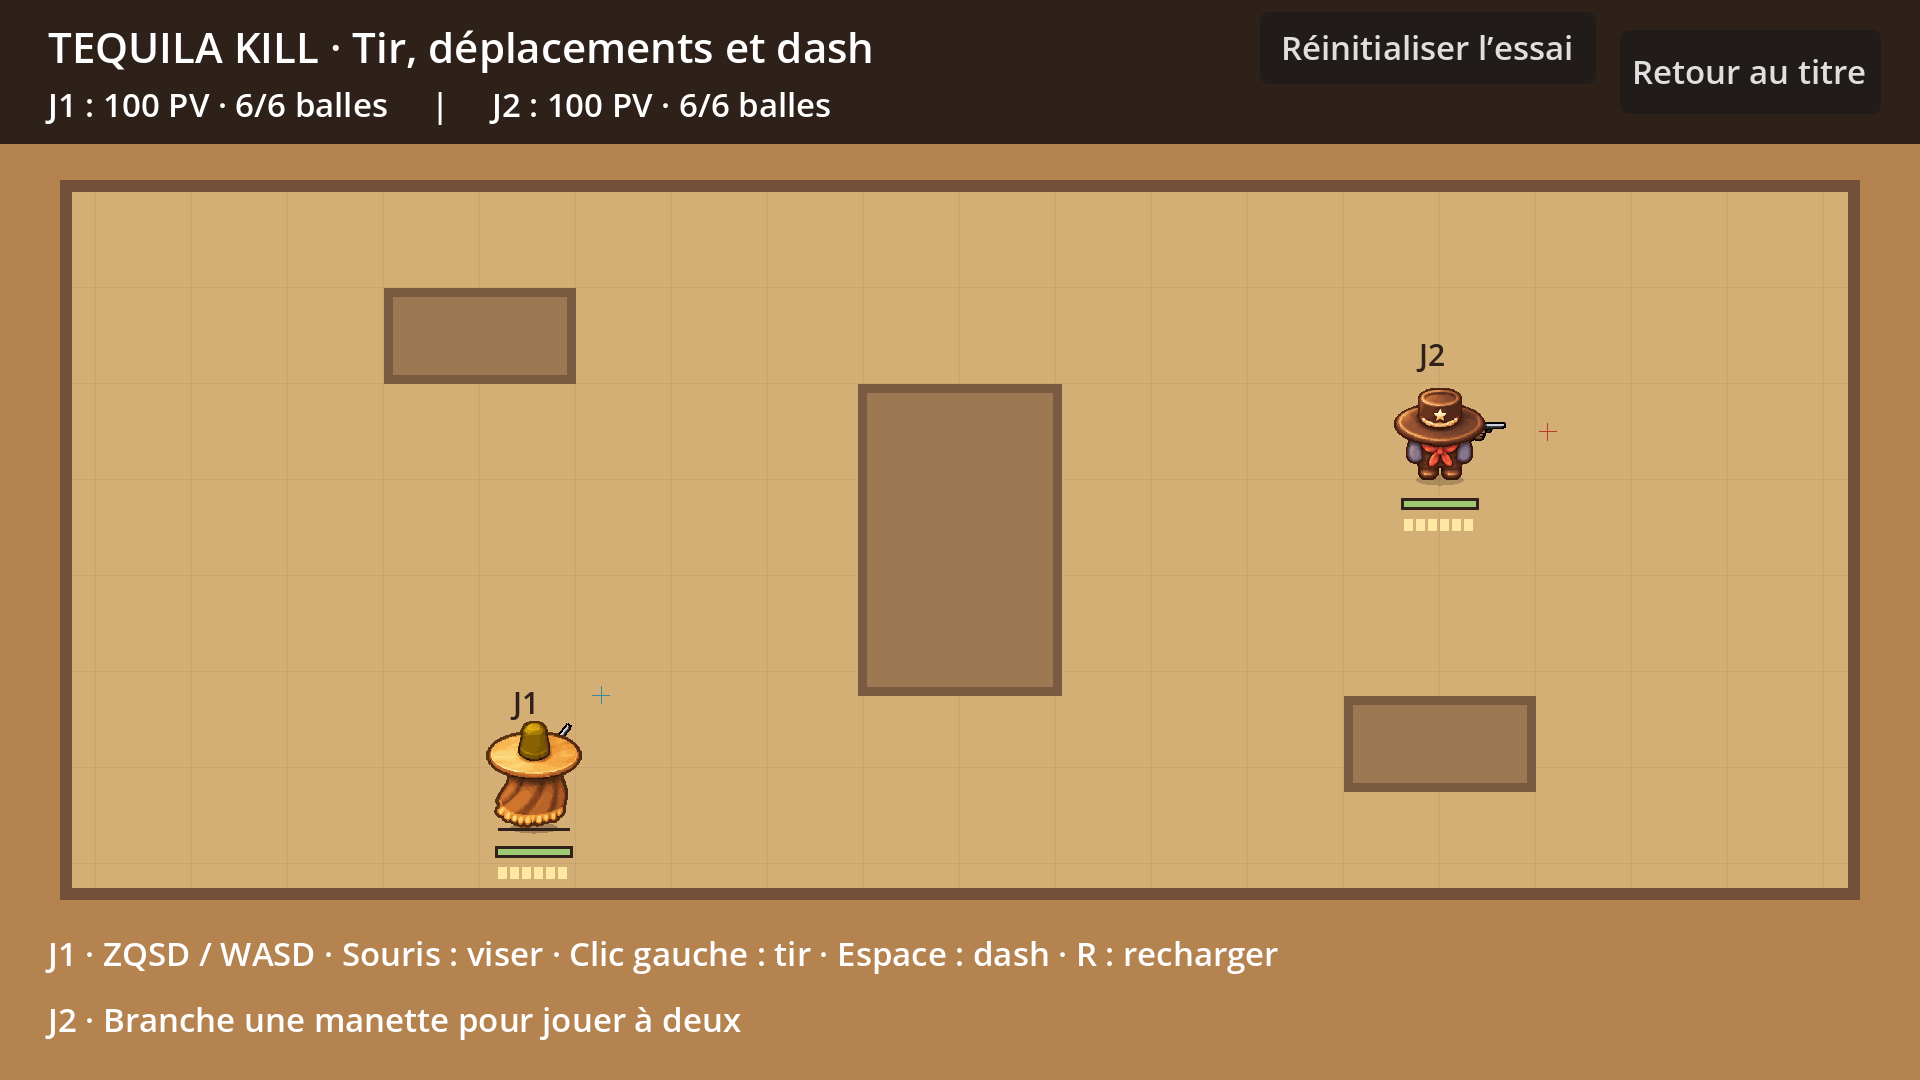 TEQUILA KILL · Tir, déplacements et dash
Réinitialiser l’essai
Retour au titre
J1 : 100 PV · 6/6 balles | J2 : 100 PV · 6/6 balles
J2
J1
J1 · ZQSD / WASD · Souris : viser · Clic gauche : tir · Espace : dash · R : recharger
J2 · Branche une manette pour jouer à deux